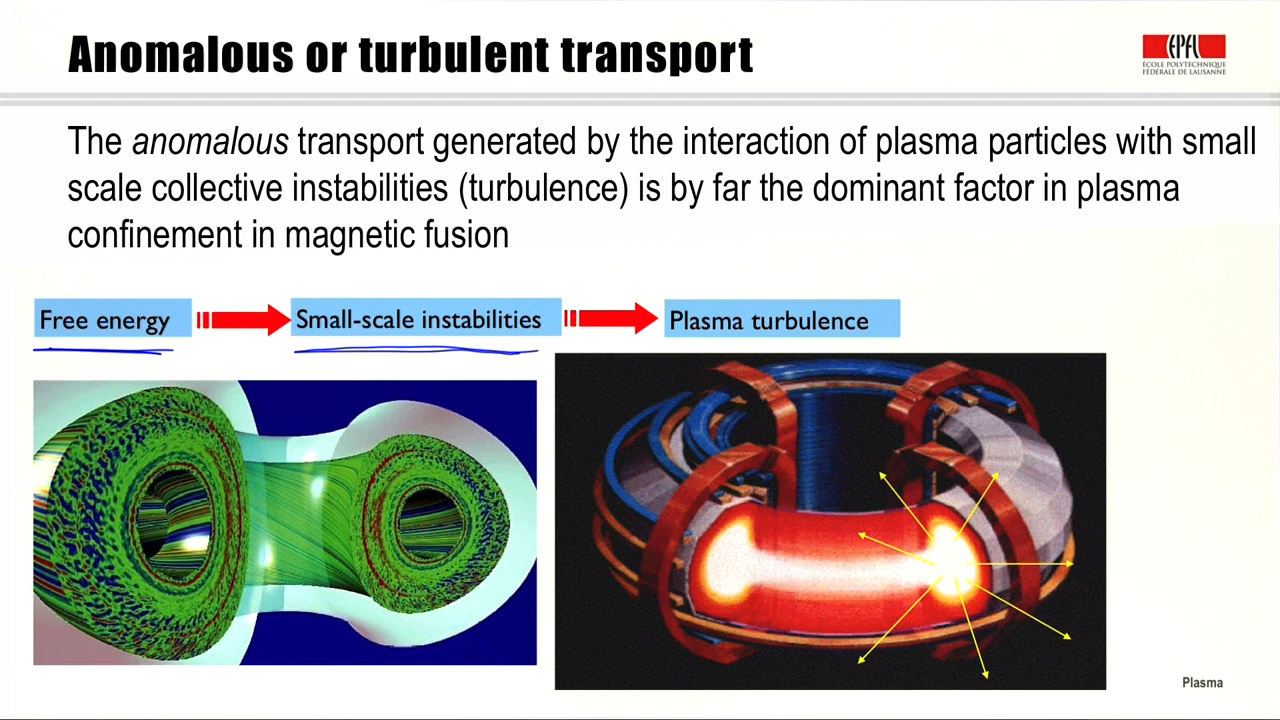 Anomalous or turbulent transport
EPFL
ÉCOLE POLYTECHNIQUE
FÉDÉRALE DE LAUSANNE
The anomalous transport generated by the interaction of plasma particles with small
scale collective instabilities (turbulence) is by far the dominant factor in plasma
confinement in magnetic fusion
Free energy
Small-scale instabilities
Plasma turbulence
Plasma